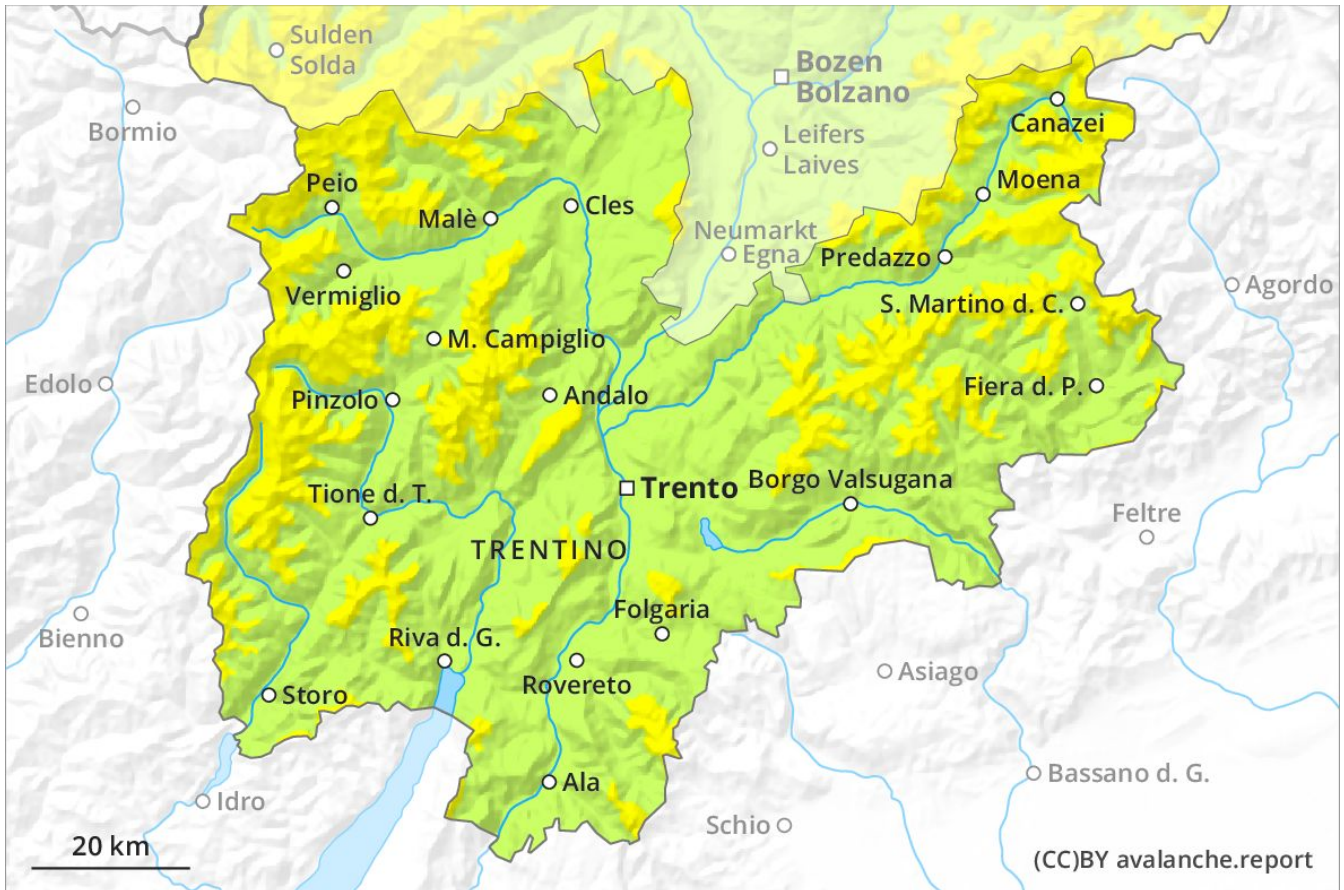 Sulden
Solda
Bozen
Bolzano
Bormio
Canazei
Leifers
Laives
Peio
Moena
Malè
Cles
Neumarkt
Egna
Predazzo
Vermiglio
Agordo
S. Martino d. C.
M. Campiglio
Edolo
Pinzolo
Andalo
Fiera d. P.
Trento
Borgo Valsugana
Tione d. T.
Feltre
TRENTINO
Folgaria
Bienno
Riva d. G.
Asiago
Rovereto
Storo
Bassano d. G.
Ala
Idro
Schio
20 km
(CC)BY avalanche.report